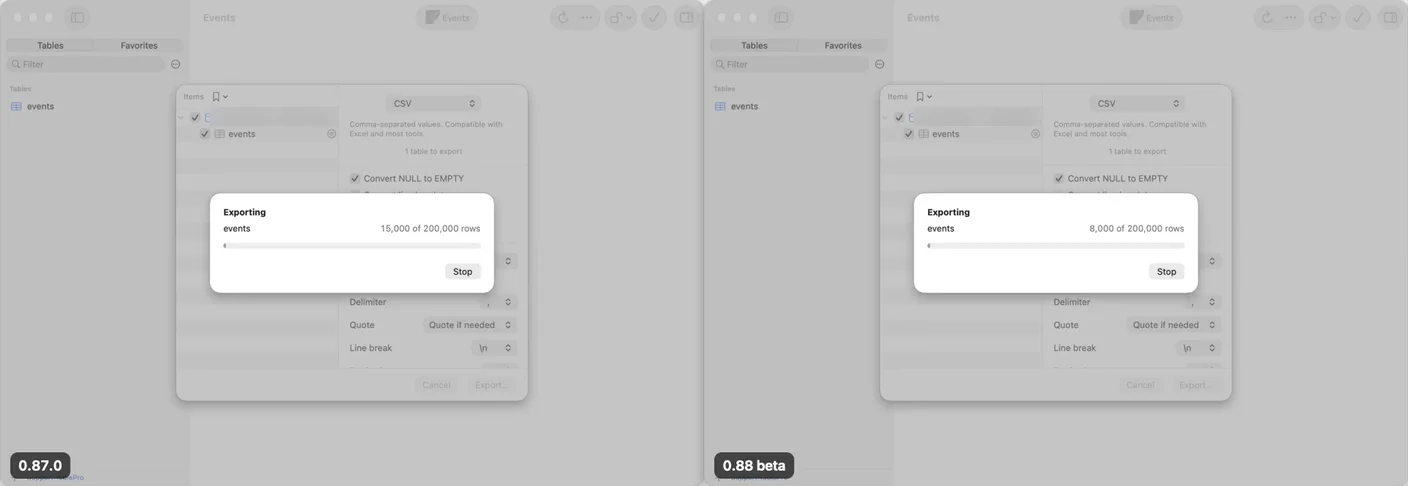 Events
Events
Tables
Favorites
Filter
Tables
events
Items
events
CSV
Comma-separated values. Compatible with
Excel and most tools.
1 table to export
Convert NULL to EMPTY
Exporting
events
15,000 of 200,000 rows
Stop
Delimiter
,
Quote
Quote if needed
Line break
\n
Cancel
Export...
0.87.0
Events
Events
Tables
Favorites
Filter
Tables
events
Items
events
CSV
Comma-separated values. Compatible with
Excel and most tools.
1 table to export
Convert NULL to EMPTY
Exporting
events
8,000 of 200,000 rows
Stop
Delimiter
,
Quote
Quote if needed
Line break
\n
Cancel
Export...
0.88 beta